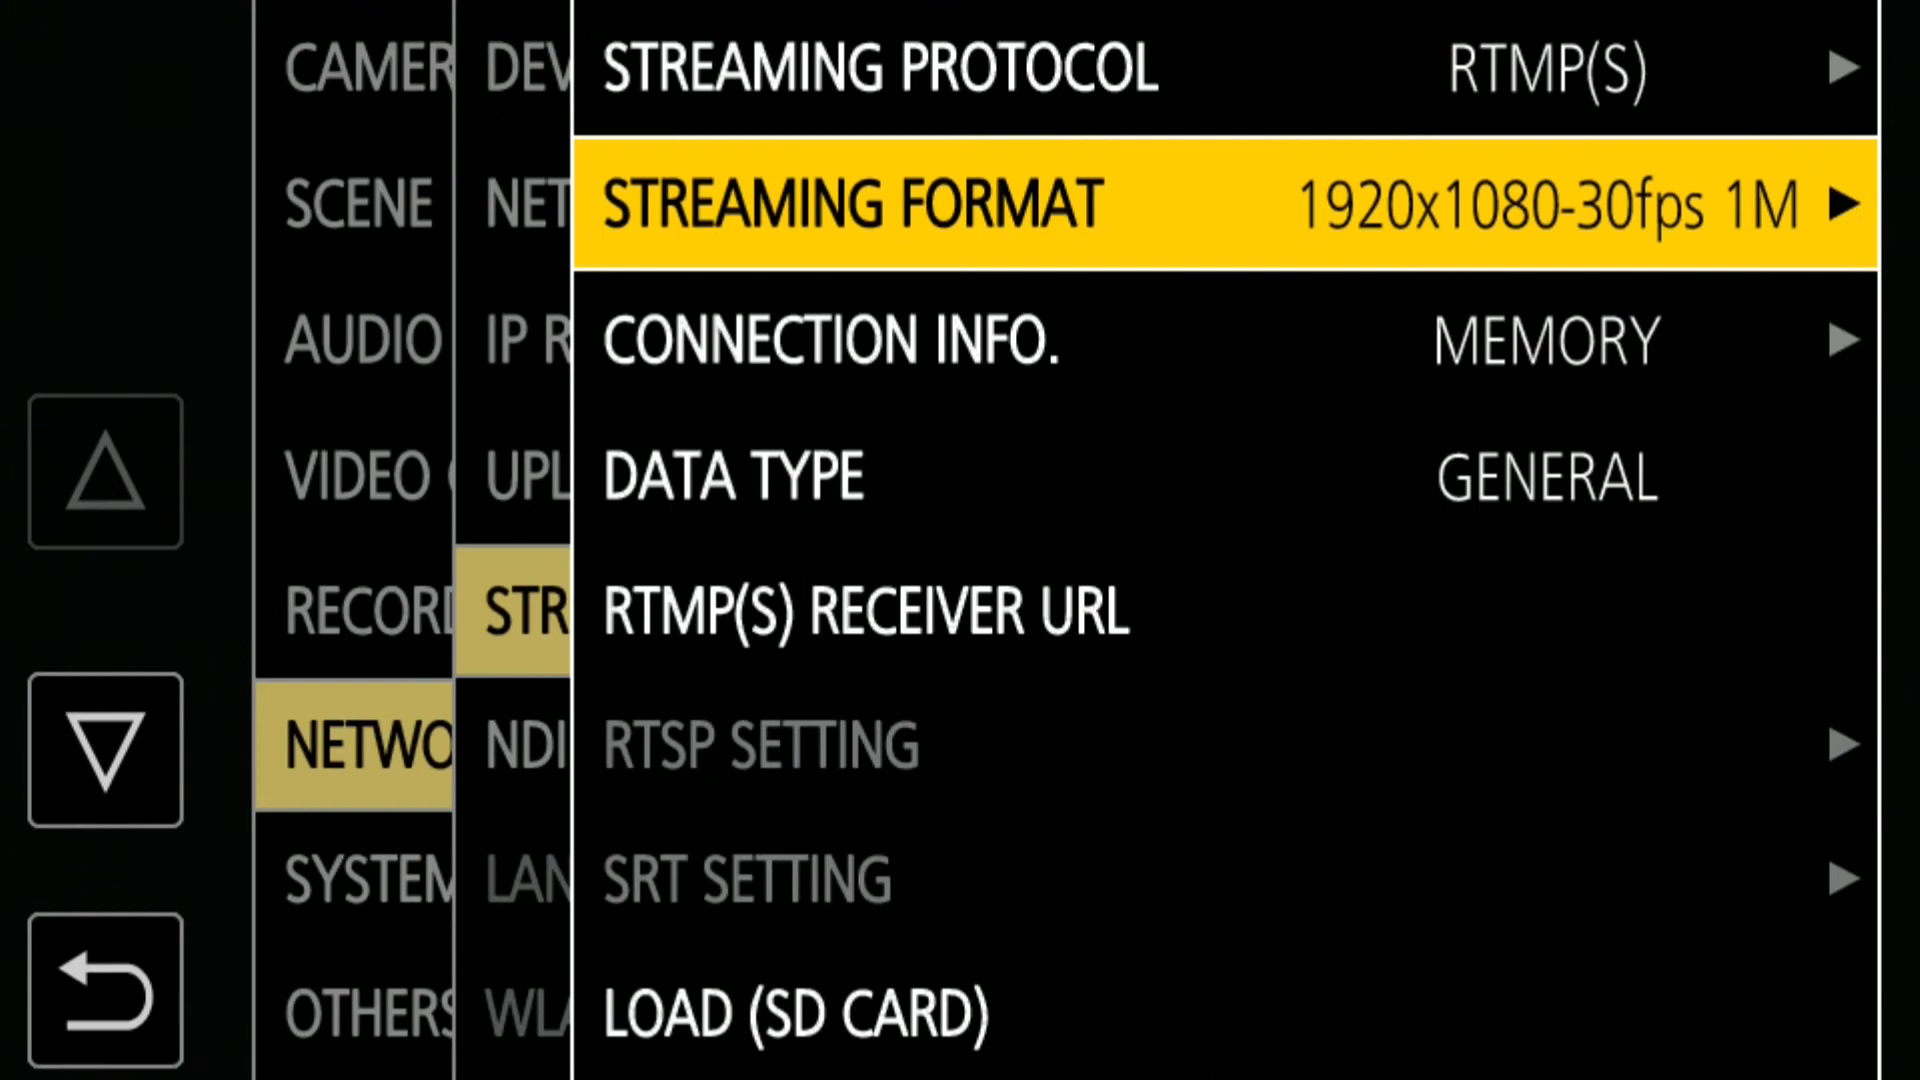 CAMER
SCENE
AUDIO
VIDEO
RECOR
NETWO
SYSTEM
OTHERS
DEV
NET
IP R
UPL
STR
NDI
LAN
WLA
STREAMING PROTOCOL RTMP(S)
STREAMING FORMAT 1920x1080-30fps 1M
CONNECTION INFO. MEMORY
DATA TYPE GENERAL
RTMP(S) RECEIVER URL
RTSP SETTING
SRT SETTING
LOAD (SD CARD)